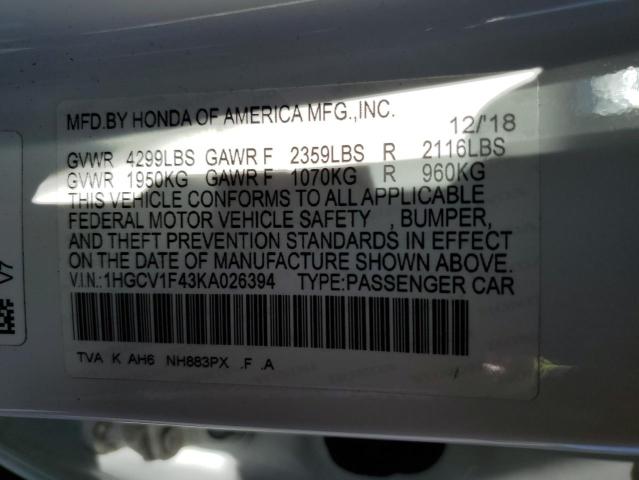 MFD.BY HONDA OF AMERICA MFG.,INC. 12/'18
GVWR 4299LBS GAWR F 2359LBS R 2116LBS
GVWR 1950KG GAWR F 1070KG R 960KG
THIS VEHICLE CONFORMS TO ALL APPLICABLE
FEDERAL MOTOR VEHICLE SAFETY , BUMPER,
AND THEFT PREVENTION STANDARDS IN EFFECT
ON THE DATE OF MANUFACTURE SHOWN ABOVE.
V.I.N.:1HGCV1F43KA026394 TYPE:PASSENGER CAR
TVA K AH6 NH883PX .F .A